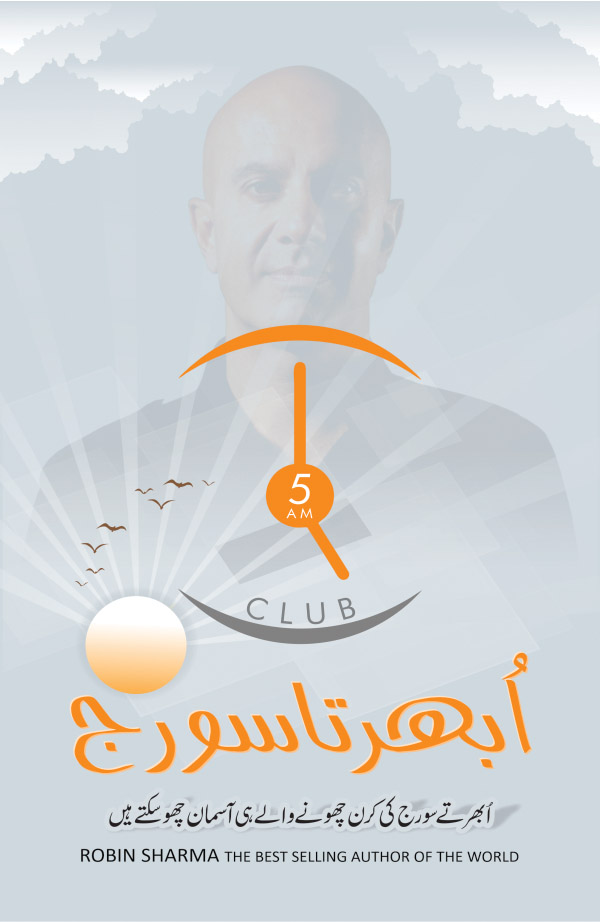 5
AM
CLUB
اُبھرتا سورج
اُبھرتے سورج کی کرن چھونے والے ہی آسمان چھو سکتے ہیں
ROBIN SHARMA THE BEST SELLING AUTHOR OF THE WORLD